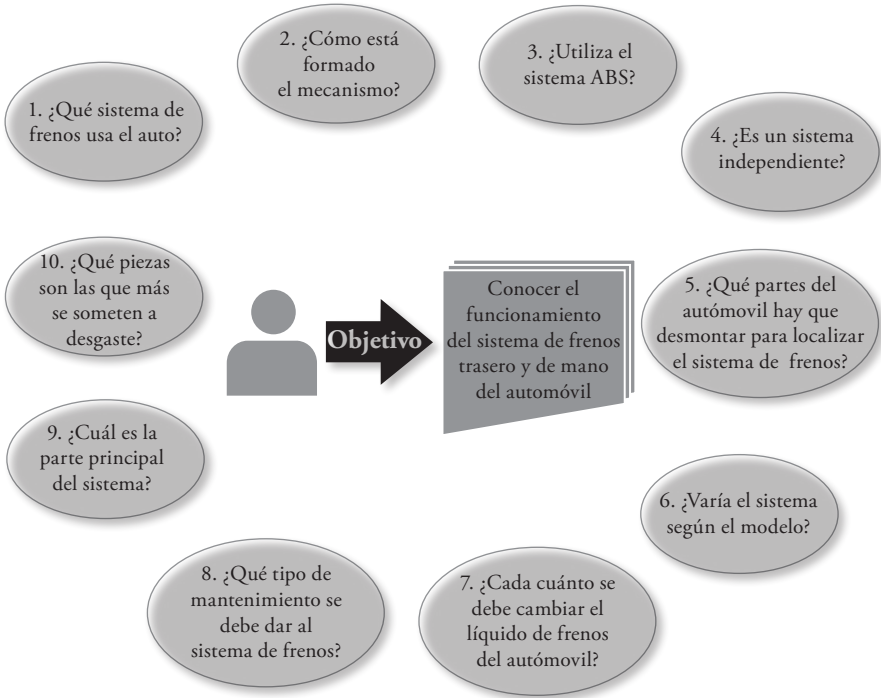 1. ¿Qué sistema de
frenos usa el auto?
2. ¿Cómo está
formado
el mecanismo?
3. ¿Utiliza el
sistema ABS?
4. ¿Es un sistema
independiente?
5. ¿Qué partes del
autómovil hay que
desmontar para localizar
el sistema de frenos?
6. ¿Varía el sistema
según el modelo?
7. ¿Cada cuánto se
debe cambiar el
líquido de frenos
del autómovil?
8. ¿Qué tipo de
mantenimiento se
debe dar al
sistema de frenos?
9. ¿Cuál es la
parte principal
del sistema?
10. ¿Qué piezas
son las que más
se someten a
desgaste?
Objetivo
Conocer el
funcionamiento
del sistema de frenos
trasero y de mano
del automóvil